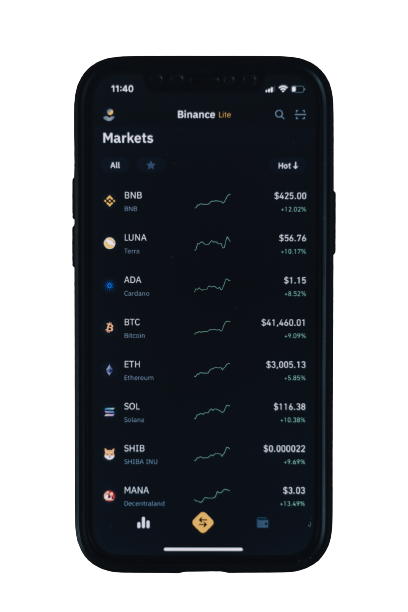 11:40
Binance Lite
Markets
All
Hot ↓
BNB $425.00
BNB +12.02%
LUNA $56.76
Terra +10.17%
ADA $1.15
Cardano +8.52%
BTC $41,460.01
Bitcoin +9.09%
ETH $3,005.13
Ethereum +5.85%
SOL $116.38
Solana +10.38%
SHIB $0.000022
SHIBA INU +9.69%
MANA $3.03
Decentraland +13.49%